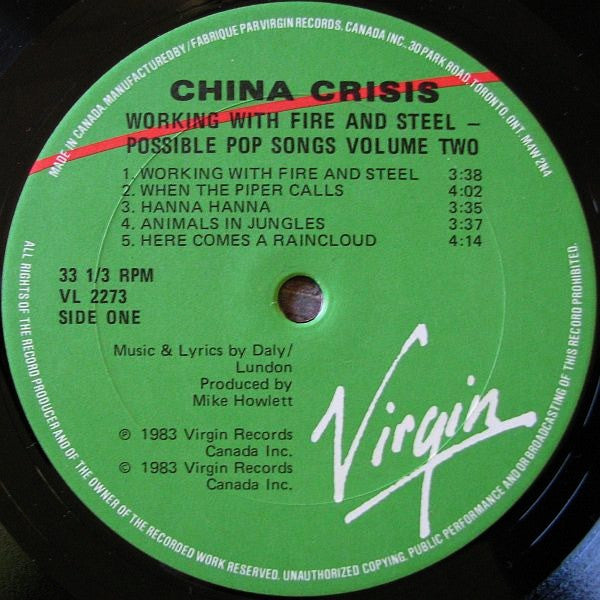 MADE IN CANADA. MANUFACTURED BY / FABRIQUE PAR VIRGIN RECORDS, CANADA INC., 30 PARK ROAD, TORONTO, ONT. M4W 2N4
CHINA CRISIS
WORKING WITH FIRE AND STEEL –
POSSIBLE POP SONGS VOLUME TWO
1. WORKING WITH FIRE AND STEEL 3:38
2. WHEN THE PIPER CALLS 4:02
3. HANNA HANNA 3:35
4. ANIMALS IN JUNGLES 3:37
5. HERE COMES A RAINCLOUD 4:14
33 1/3 RPM
VL 2273
SIDE ONE
Music & Lyrics by Daly/
Lundon
Produced by
Mike Howlett
℗ 1983 Virgin Records
Canada Inc.
© 1983 Virgin Records
Canada Inc.
Virgin
ALL RIGHTS OF THE RECORD PRODUCER AND OF THE OWNER OF THE RECORDED WORK RESERVED. UNAUTHORIZED COPYING, PUBLIC PERFORMANCE AND/OR BROADCASTING OF THIS RECORD PROHIBITED.